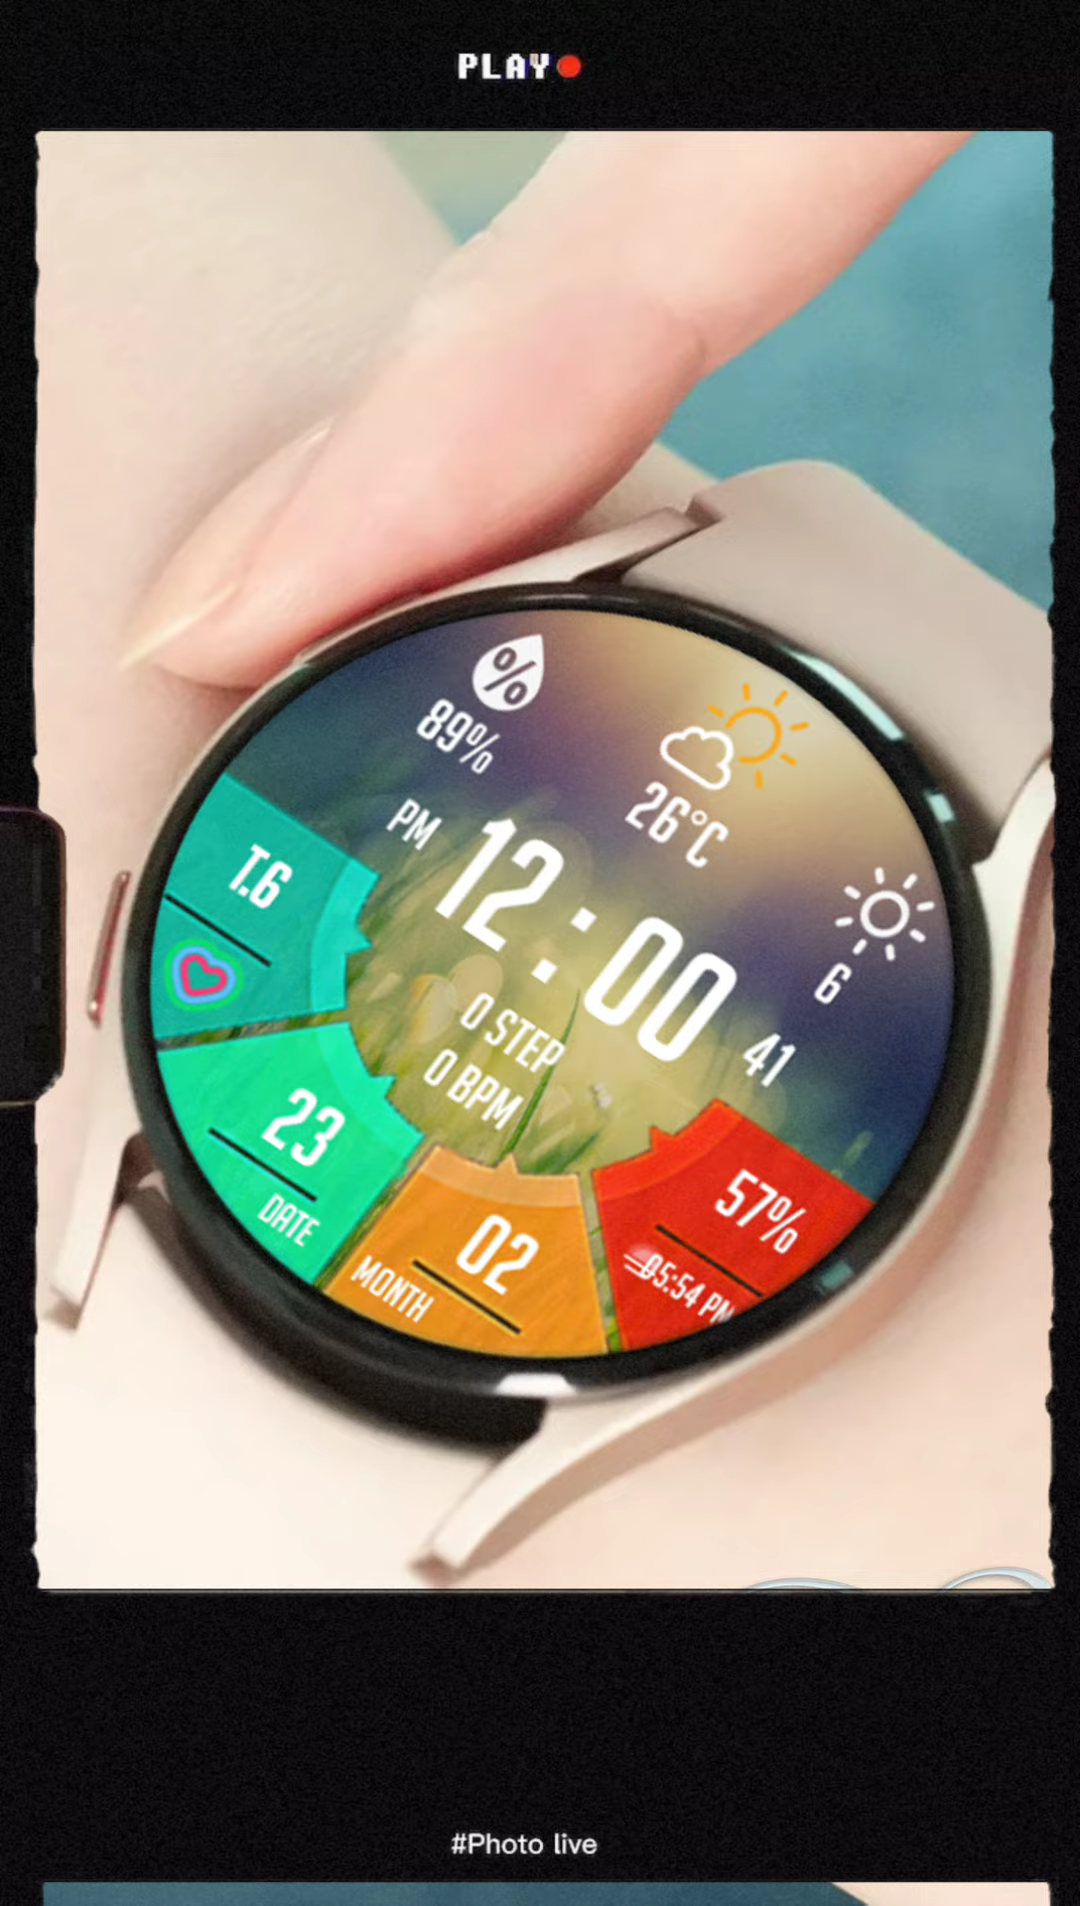 PLAY
89%
26°C
PM
12:00
6
41
0 STEP
0 BPM
T.6
23
DATE
02
MONTH
57%
05:54 PM
#Photo live